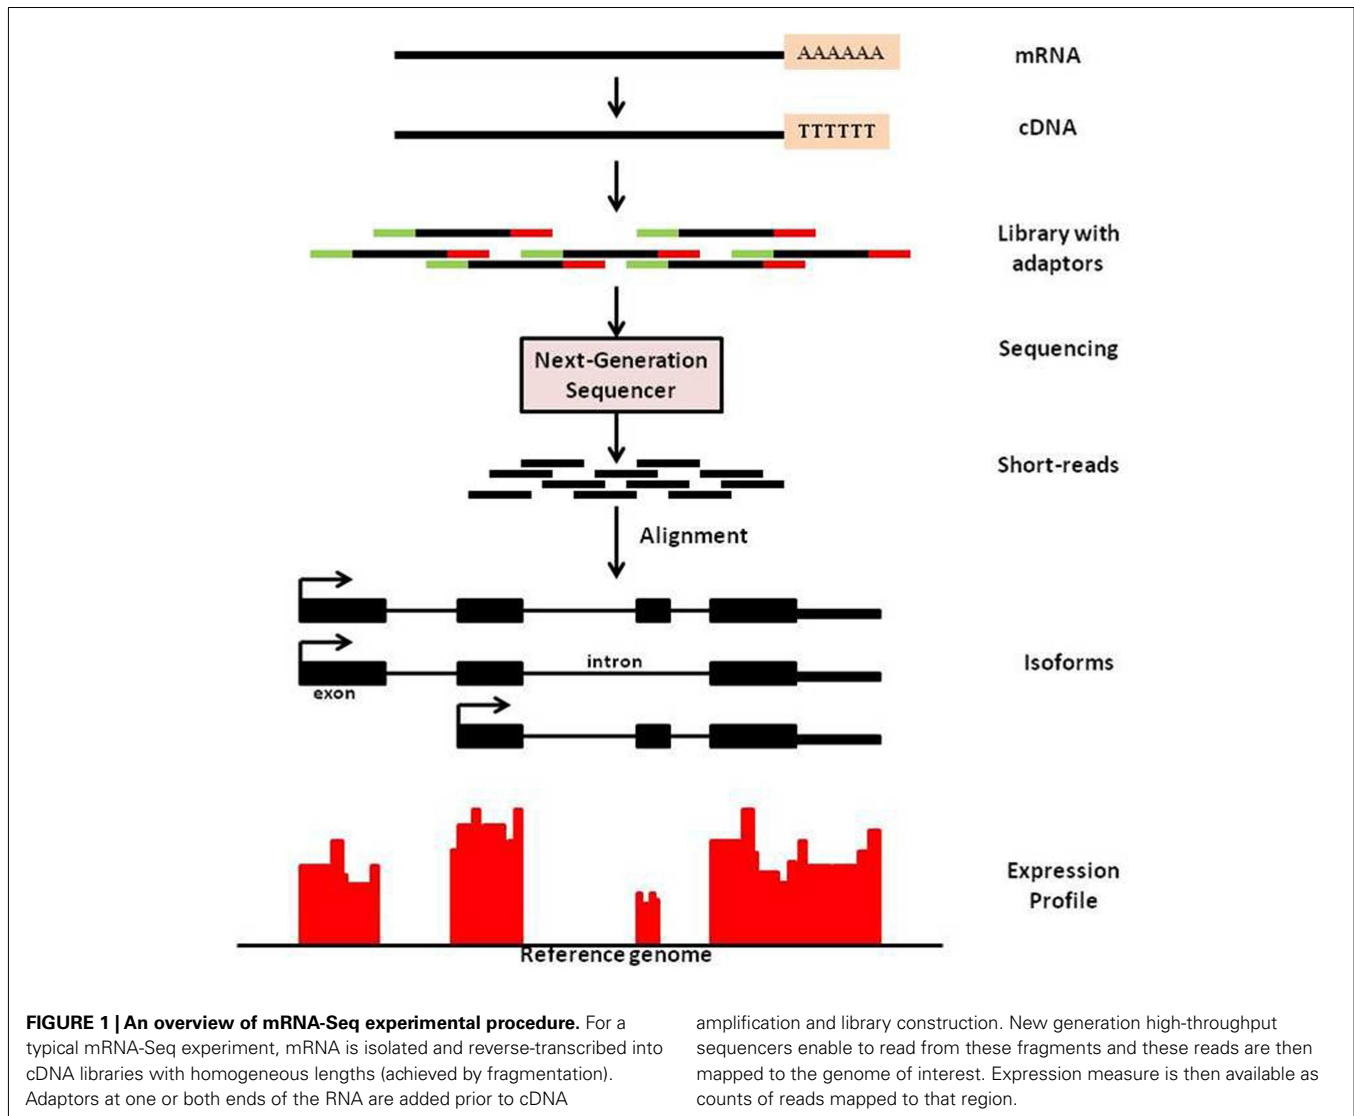 AAAAAA
mRNA
TTTTTT
cDNA
Library with
adaptors
Next-Generation
Sequencer
Sequencing
Short-reads
Alignment
intron
exon
Isoforms
Expression
Profile
Reference genome
FIGURE 1 | An overview of mRNA-Seq experimental procedure. For a
typical mRNA-Seq experiment, mRNA is isolated and reverse-transcribed into
cDNA libraries with homogeneous lengths (achieved by fragmentation).
Adaptors at one or both ends of the RNA are added prior to cDNA
amplification and library construction. New generation high-throughput
sequencers enable to read from these fragments and these reads are then
mapped to the genome of interest. Expression measure is then available as
counts of reads mapped to that region.